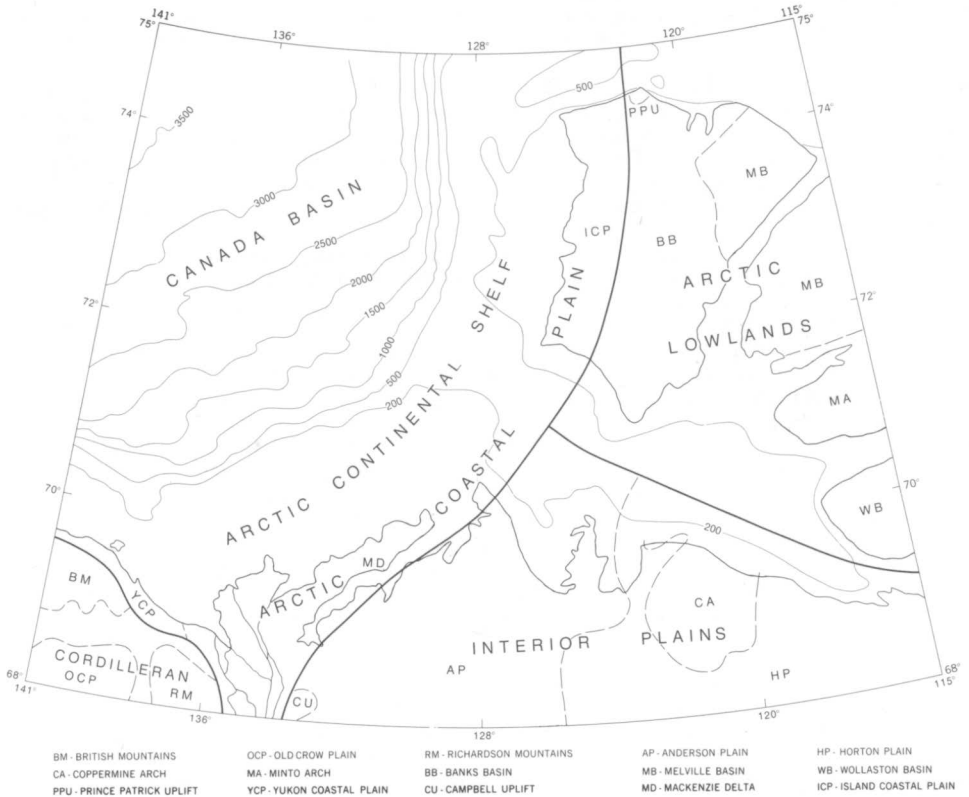 141°
75°
136°
128°
120°
115°
75°
74°
3500
500
PPU
74°
MB
3000
CANADA BASIN
2500
ICP
BB
ARCTIC
MB
72°
2000
1500
SHELF
PLAIN
72°
LOWLANDS
1000
500
200
MA
ARCTIC CONTINENTAL
COASTAL
70°
70°
WB
200
MD
BM
YCP
ARCTIC
CA
INTERIOR PLAINS
CORDILLERAN
OCP
RM
AP
HP
68°
141°
CU
68°
115°
136°
128°
120°
BM - BRITISH MOUNTAINS
OCP - OLD CROW PLAIN
RM - RICHARDSON MOUNTAINS
AP - ANDERSON PLAIN
HP - HORTON PLAIN
CA - COPPERMINE ARCH
MA - MINTO ARCH
BB - BANKS BASIN
MB - MELVILLE BASIN
WB - WOLLASTON BASIN
PPU - PRINCE PATRICK UPLIFT
YCP - YUKON COASTAL PLAIN
CU - CAMPBELL UPLIFT
MD - MACKENZIE DELTA
ICP - ISLAND COASTAL PLAIN